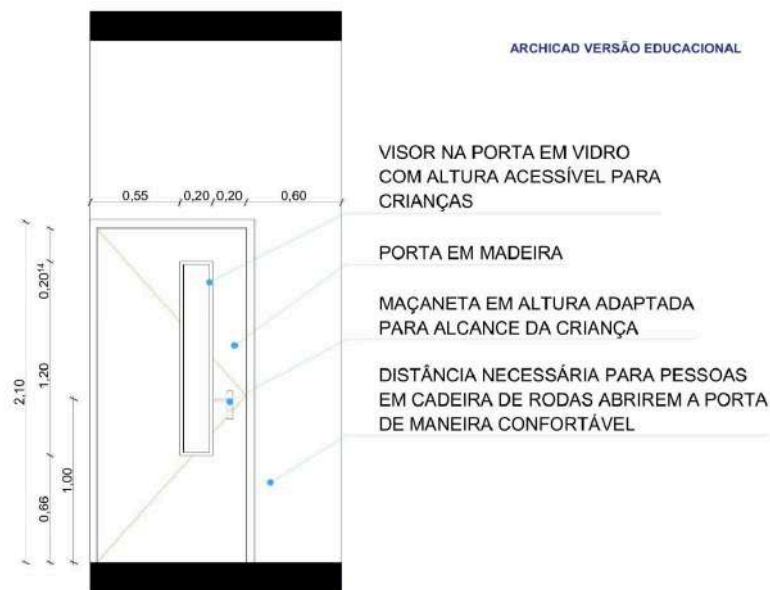 ARCHICAD VERSÃO EDUCACIONAL
VISOR NA PORTA EM VIDRO
COM ALTURA ACESSÍVEL PARA
CRIANÇAS
0,55 0,20 0,20 0,60
PORTA EM MADEIRA
MAÇANETA EM ALTURA ADAPTADA
PARA ALCANCE DA CRIANÇA
DISTÂNCIA NECESSÁRIA PARA PESSOAS
EM CADEIRA DE RODAS ABRIREM A PORTA
DE MANEIRA CONFORTÁVEL
2,10
0,20¹⁴
1,20
0,66
1,00